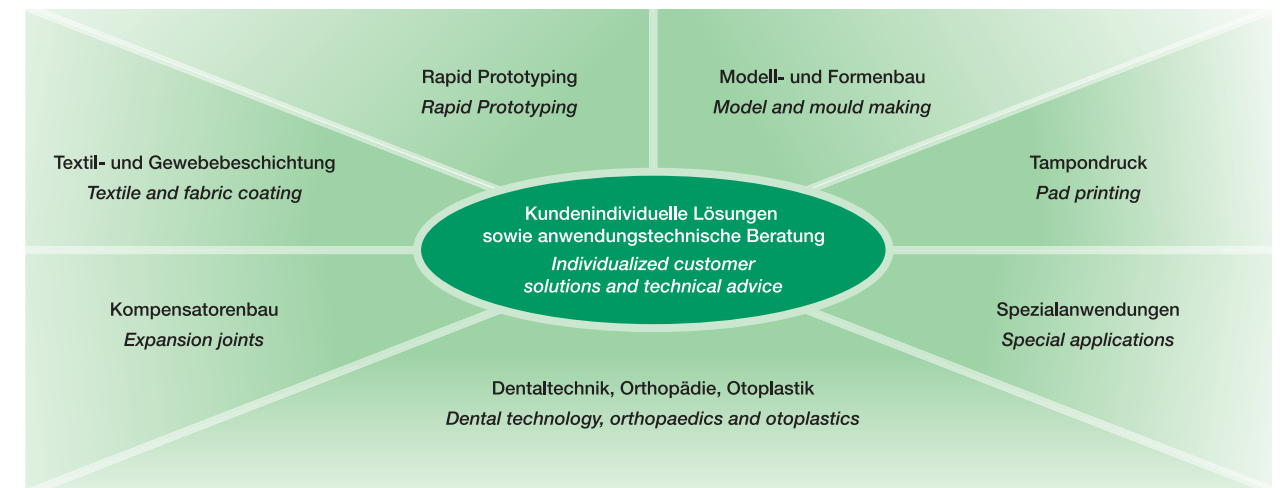 Rapid Prototyping
Rapid Prototyping
Modell- und Formenbau
Model and mould making
Textil- und Gewebebeschichtung
Textile and fabric coating
Tampondruck
Pad printing
Kundenindividuelle Lösungen
sowie anwendungstechnische Beratung
Individualized customer
solutions and technical advice
Kompensatorenbau
Expansion joints
Spezialanwendungen
Special applications
Dentaltechnik, Orthopädie, Otoplastik
Dental technology, orthopaedics and otoplastics